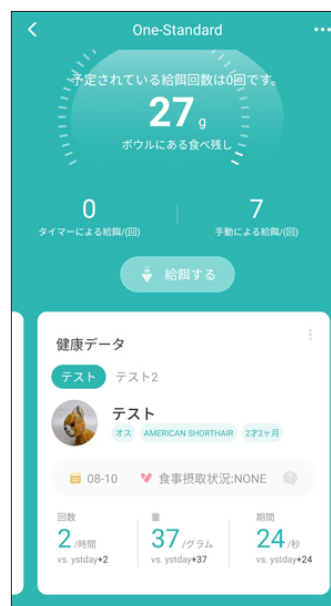 One-Standard
予定されている給餌回数は0回です。
27 g
ボウルにある食べ残し
0 7
タイマーによる給餌/(回) 手動による給餌/(回)
給餌する
健康データ
テスト テスト2
テスト
オス AMERICAN SHORTHAIR 2才2ヶ月
08-10 食事摂取状況:NONE ?
回数 量 期間
2 /時間 37 /グラム 24 /秒
vs. ystday+2 vs. ystday+37 vs. ystday+24